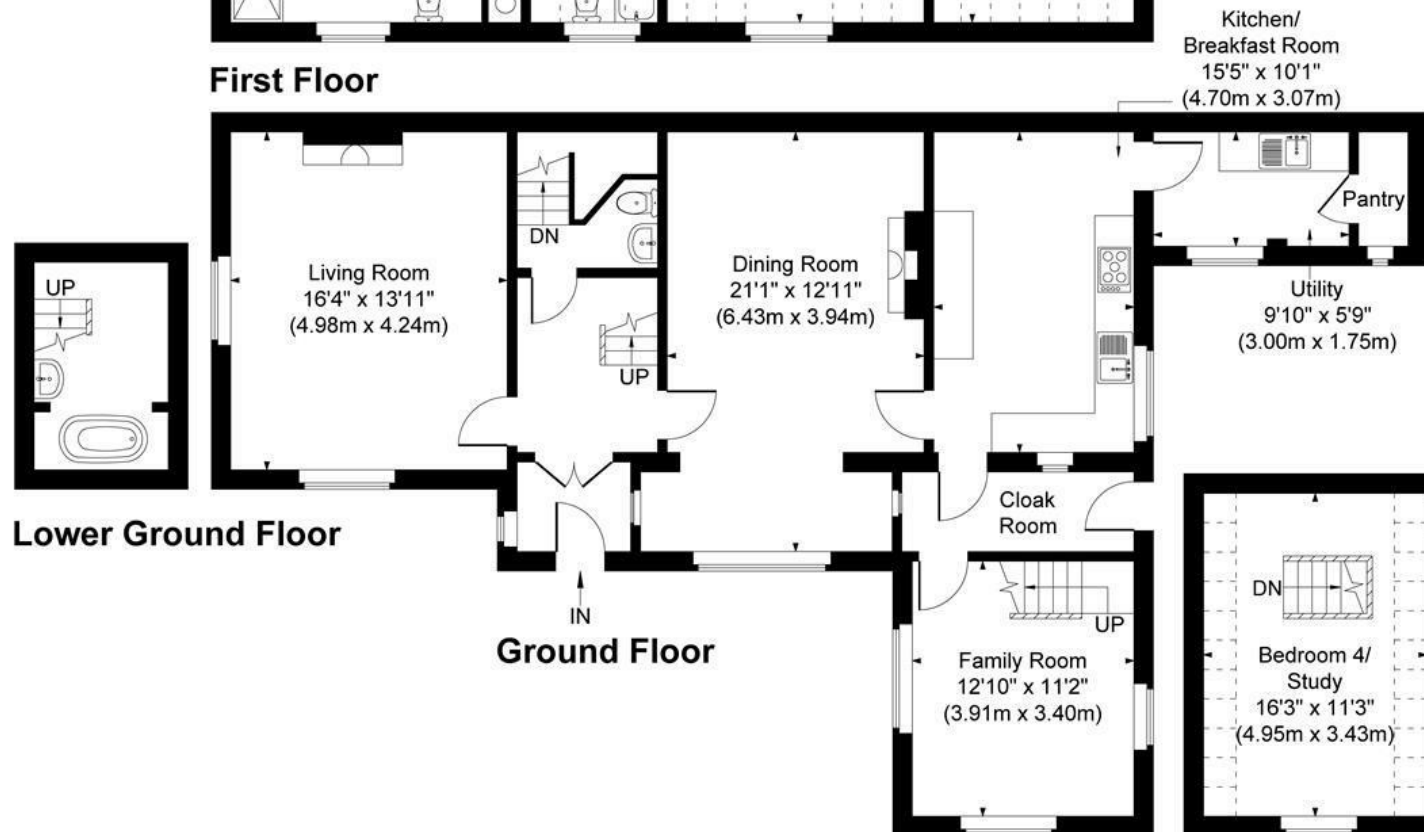 Kitchen/
Breakfast Room
15'5" x 10'1"
(4.70m x 3.07m)
First Floor
Pantry
DN
Living Room
16'4" x 13'11"
(4.98m x 4.24m)
Dining Room
21'1" x 12'11"
(6.43m x 3.94m)
UP
Utility
9'10" x 5'9"
(3.00m x 1.75m)
UP
Lower Ground Floor
Cloak
Room
IN
Ground Floor
UP
Family Room
12'10" x 11'2"
(3.91m x 3.40m)
DN
Bedroom 4/
Study
16'3" x 11'3"
(4.95m x 3.43m)